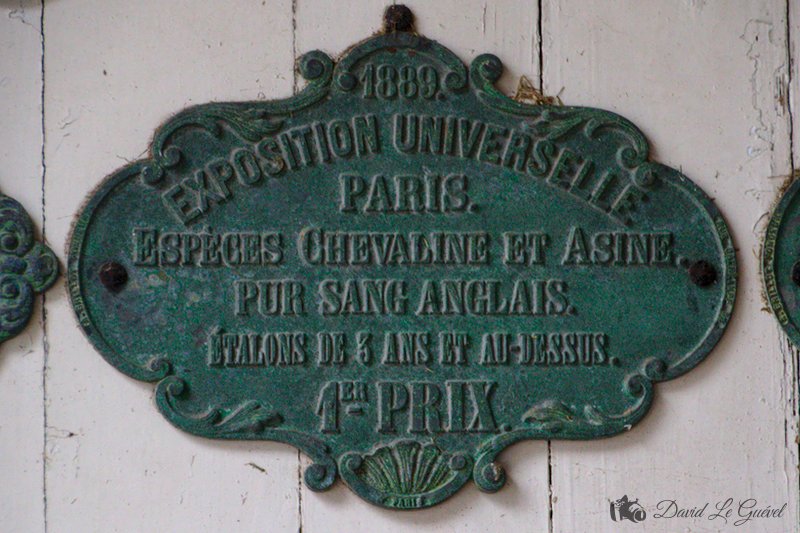 1889.
EXPOSITION UNIVERSELLE
PARIS.
ESPÈCES CHEVALINE ET ASINE.
PUR SANG ANGLAIS.
ÉTALONS DE 3 ANS ET AU-DESSUS.
1ER PRIX.
PARIS
David Le Guével